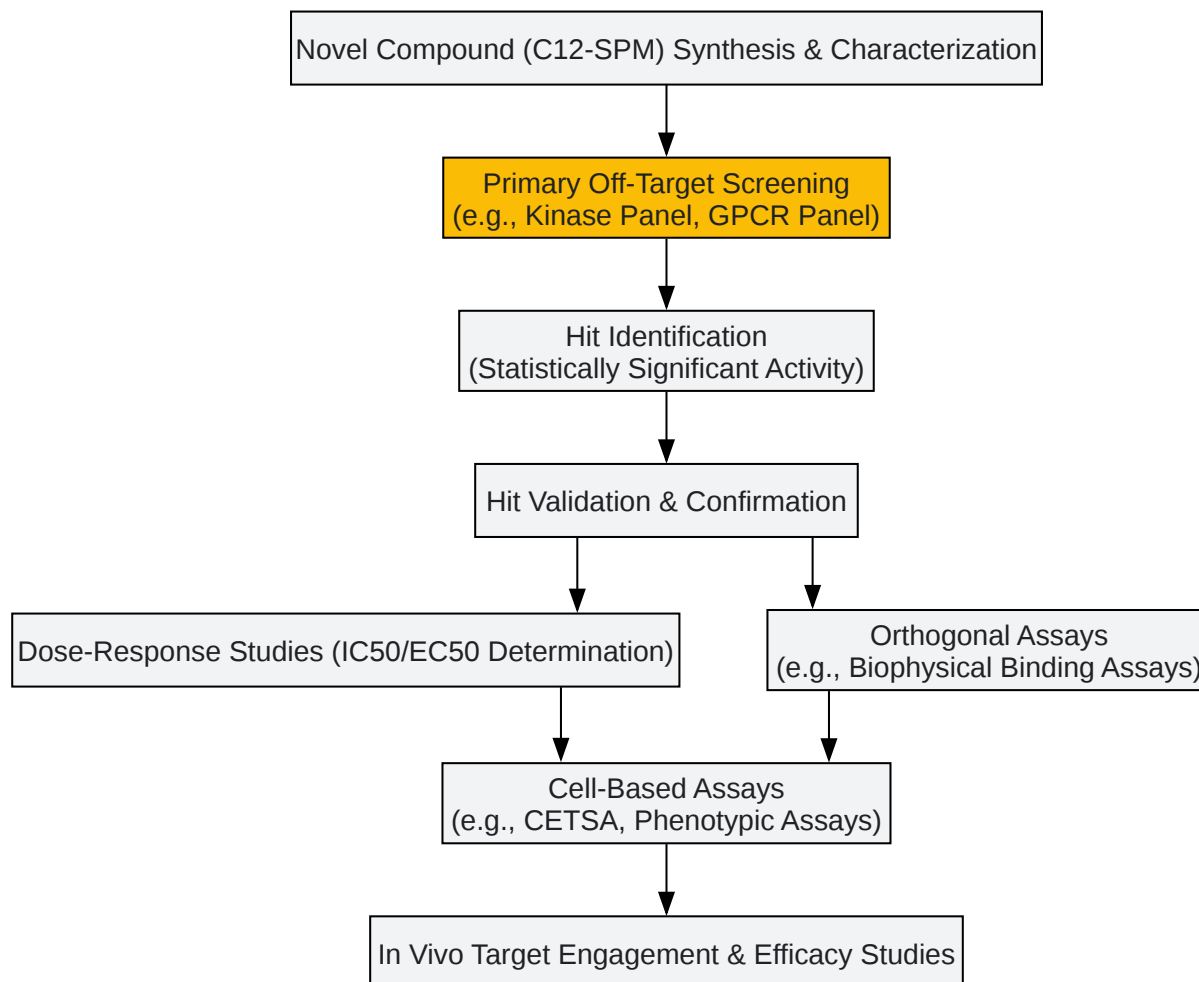 Novel Compound (C12-SPM) Synthesis & Characterization
Primary Off-Target Screening
(e.g., Kinase Panel, GPCR Panel)
Hit Identification
(Statistically Significant Activity)
Hit Validation & Confirmation
Dose-Response Studies (IC50/EC50 Determination)
Orthogonal Assays
(e.g., Biophysical Binding Assays)
Cell-Based Assays
(e.g., CETSA, Phenotypic Assays)
In Vivo Target Engagement & Efficacy Studies